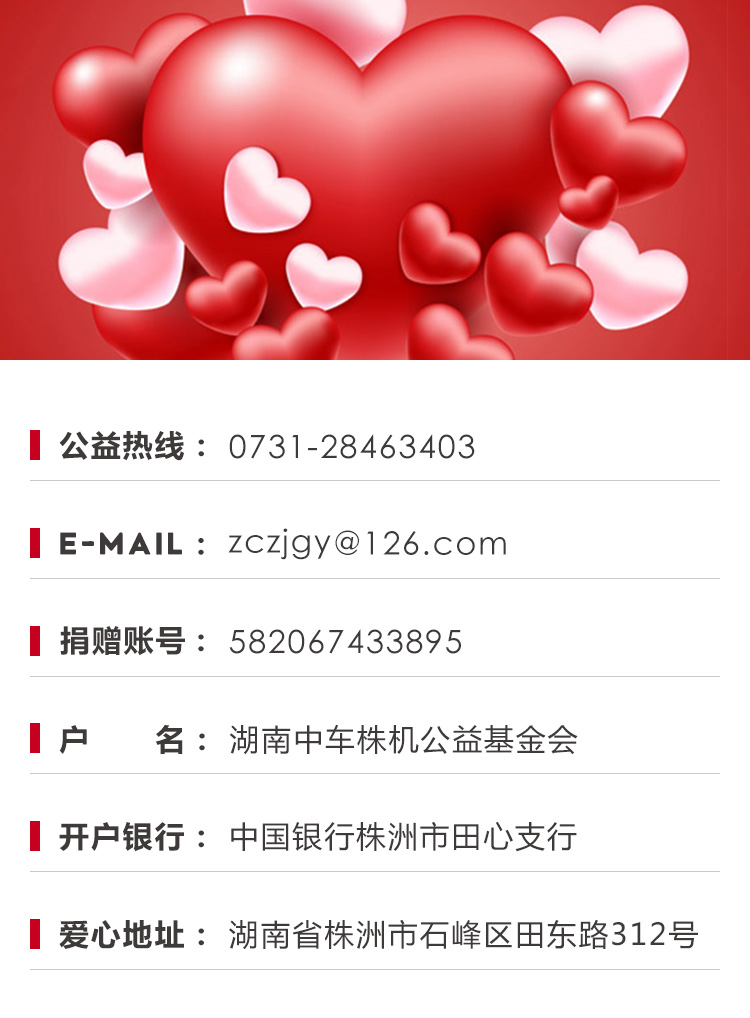 公益热线： 0731-28463403
E-MAIL： zczjgy@126.com
捐赠账号： 582067433895
户　　名： 湖南中车株机公益基金会
开户银行： 中国银行株洲市田心支行
爱心地址： 湖南省株洲市石峰区田东路312号